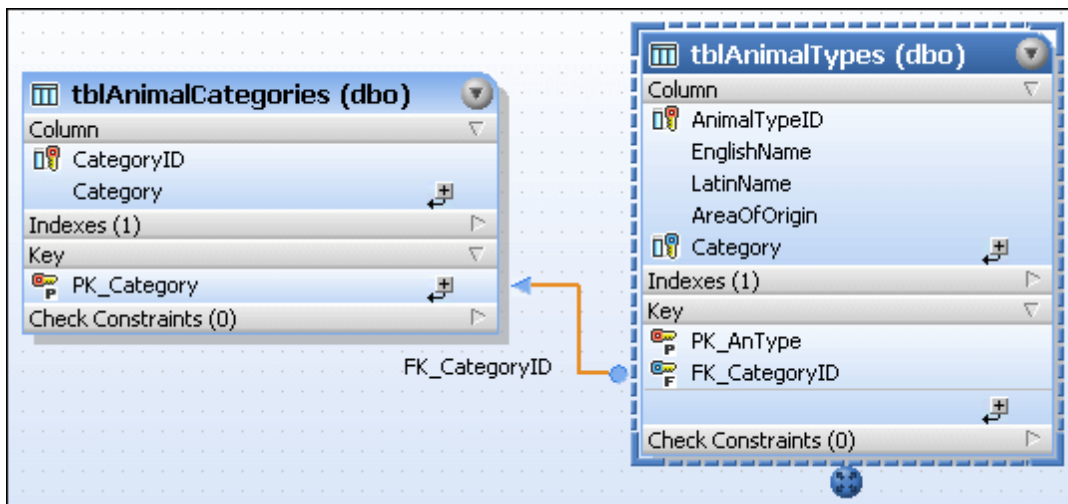 tblAnimalCategories (dbo)
Column
CategoryID
Category
Indexes (1)
Key
P PK_Category
Check Constraints (0)
FK_CategoryID
tblAnimalTypes (dbo)
Column
AnimalTypeID
EnglishName
LatinName
AreaOfOrigin
Category
Indexes (1)
Key
P PK_AnType
F FK_CategoryID
Check Constraints (0)